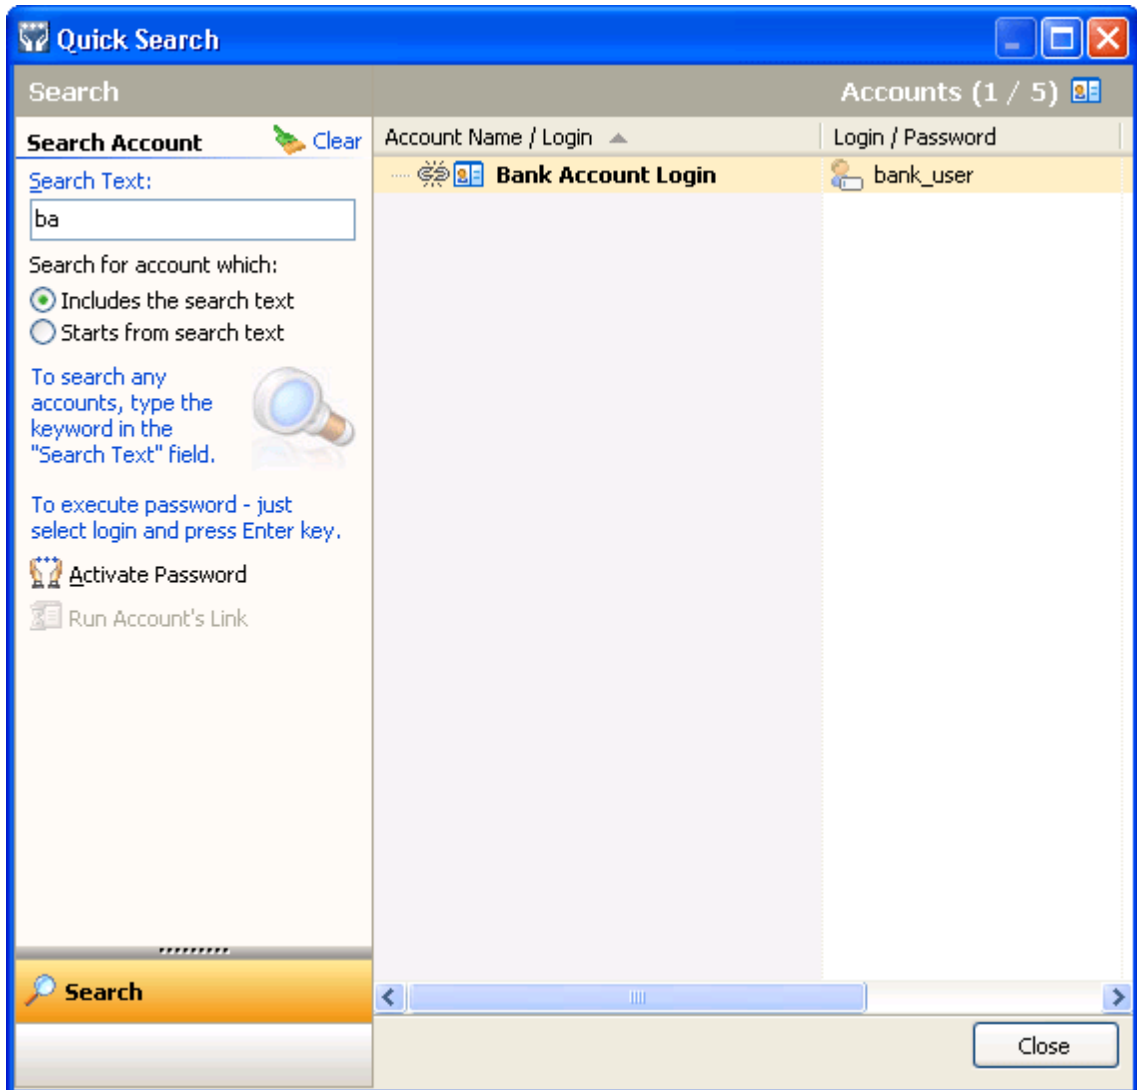 Quick Search
Search
Accounts (1 / 5)
Search Account
Clear
Account Name / Login
Login / Password
Bank Account Login
bank_user
Search Text:
ba
Search for account which:
Includes the search text
Starts from search text
To search any
accounts, type the
keyword in the
"Search Text" field.
To execute password - just
select login and press Enter key.
Activate Password
Run Account's Link
Search
Close